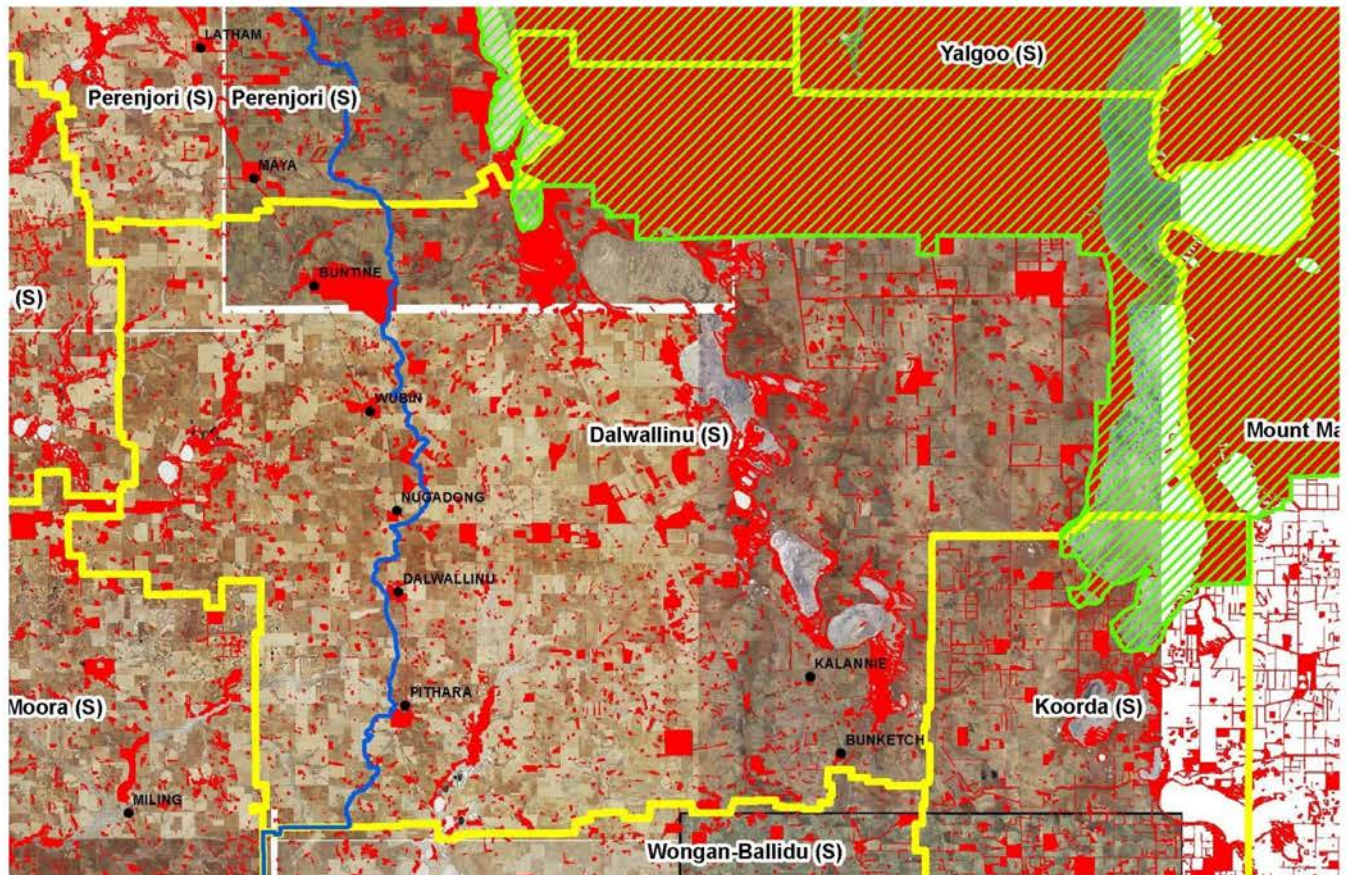 LATHAM
Yalgoo (S)
Perenjori (S)
Perenjori (S)
MAYA
BUNTINE
(S)
WUBIN
Dalwallinu (S)
Mount Ma
NUGADONG
DALWALLINU
KALANNIE
PITHARA
Moora (S)
Koorda (S)
BUNKETCH
MILING
Wongan-Ballidu (S)